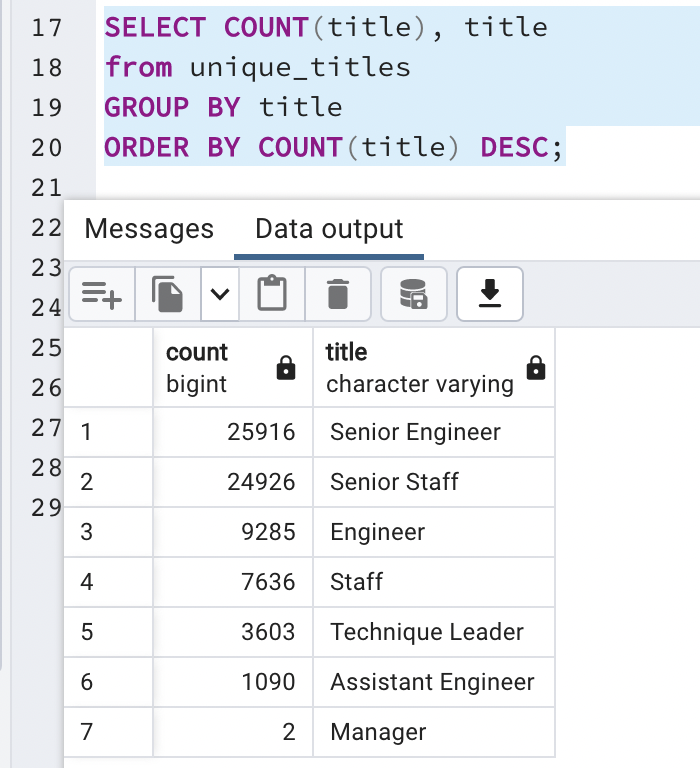 17 SELECT COUNT(title), title
18 from unique_titles
19 GROUP BY title
20 ORDER BY COUNT(title) DESC;
21
22
23
24
25
26
27
28
29
Messages Data output
count title
bigint character varying
1 25916 Senior Engineer
2 24926 Senior Staff
3 9285 Engineer
4 7636 Staff
5 3603 Technique Leader
6 1090 Assistant Engineer
7 2 Manager